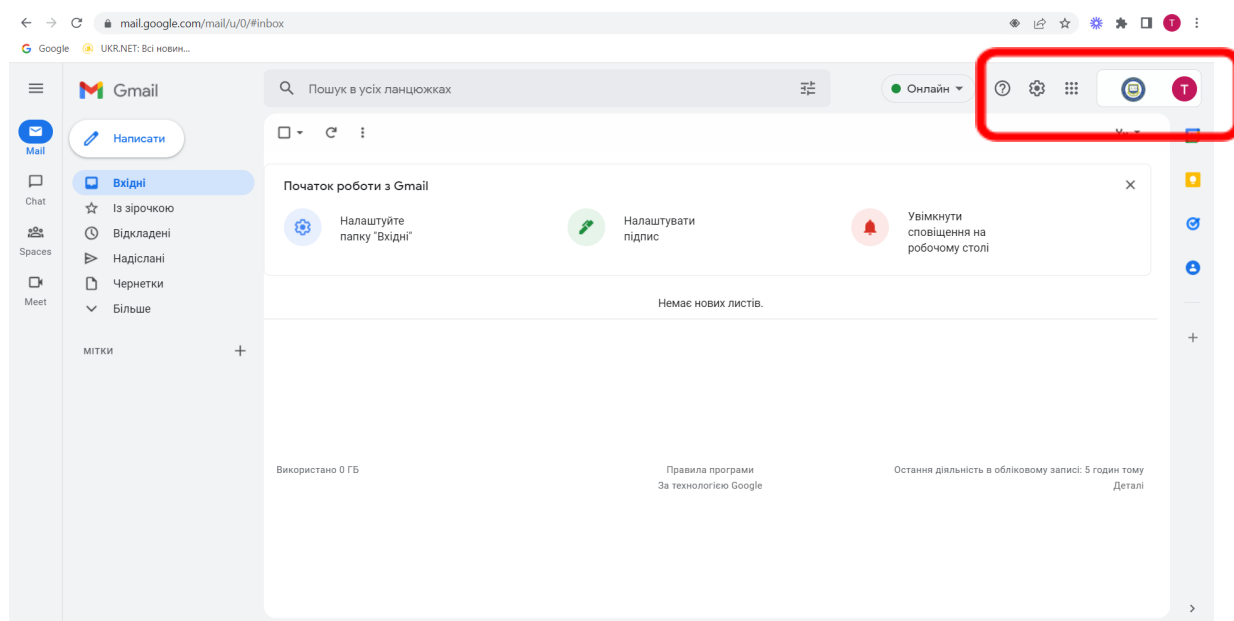 mail.google.com/mail/u/0/#inbox
T
Google
UKR.NET: Всі новин...
Gmail
Пошук в усіх ланцюжках
Онлайн
T
Mail
Написати
Вхідні
Початок роботи з Gmail
Chat
Із зірочкою
Налаштуйте
папку "Вхідні"
Налаштувати
підпис
Увімкнути
сповіщення на
робочому столі
Відкладені
Spaces
Надіслані
Чернетки
Meet
Більше
Немає нових листів.
МІТКИ
Використано 0 ГБ
Правила програми
За технологією Google
Остання діяльність в обліковому записі: 5 годин тому
Деталі